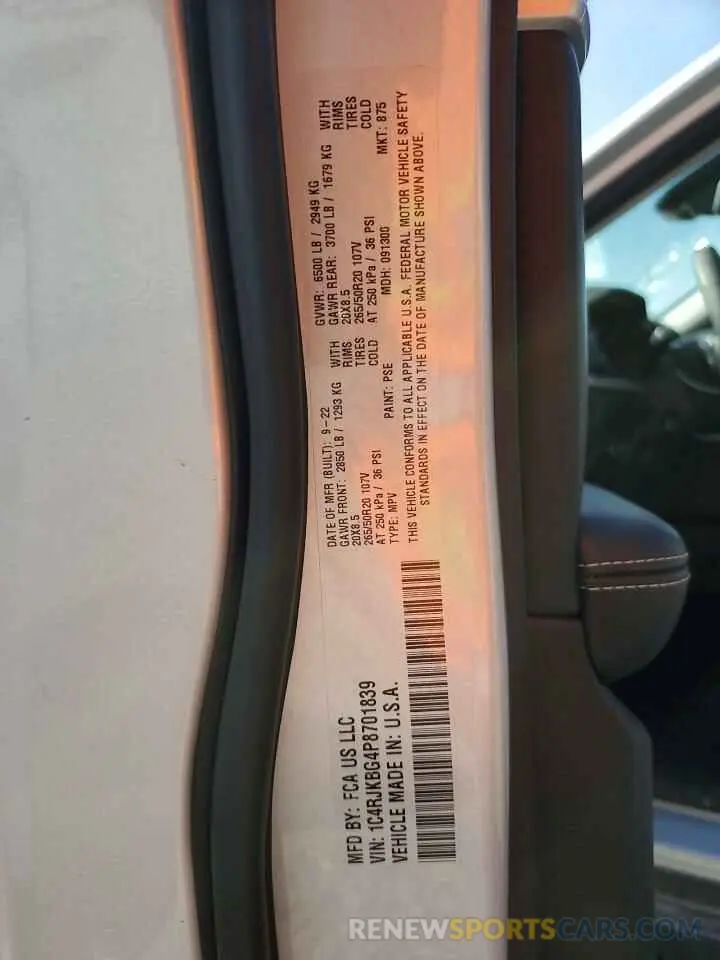 MFD BY: FCA US LLC
VIN: 1C4RJKBG4P8701839
VEHICLE MADE IN: U.S.A.
DATE OF MFR (BUILT): 9-22
GAWR FRONT: 2850 LB / 1293 KG WITH
20X8.5 RIMS
265/50R20 107V TIRES
AT 250 kPa / 36 PSI COLD
TYPE: MPV PAINT: PSE
GVWR: 6500 LB / 2949 KG
GAWR REAR: 3700 LB / 1679 KG WITH
20X8.5 RIMS
265/50R20 107V TIRES
AT 250 kPa / 36 PSI COLD
MDH: 091300 MKT: 875
THIS VEHICLE CONFORMS TO ALL APPLICABLE U.S.A. FEDERAL MOTOR VEHICLE SAFETY
STANDARDS IN EFFECT ON THE DATE OF MANUFACTURE SHOWN ABOVE.
RENEWSPORTSCARS.COM